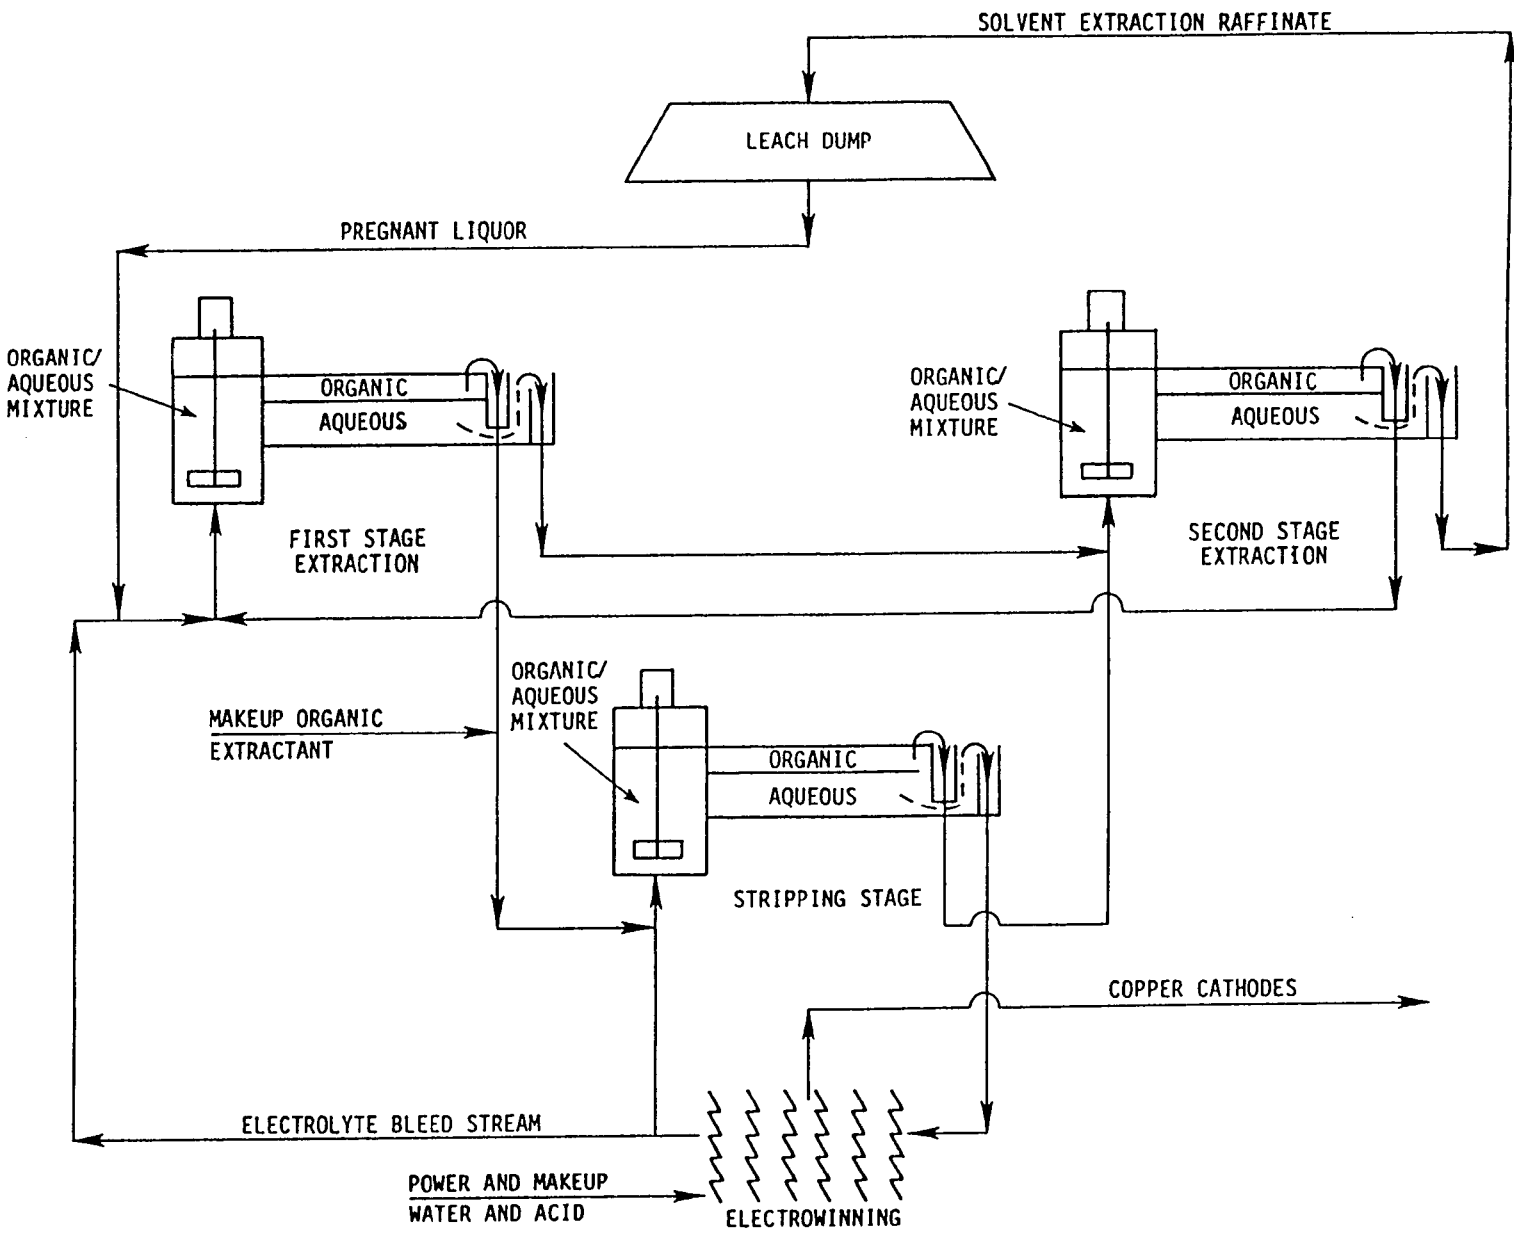 SOLVENT EXTRACTION RAFFINATE
LEACH DUMP
PREGNANT LIQUOR
ORGANIC/
AQUEOUS
MIXTURE
ORGANIC
AQUEOUS
ORGANIC/
AQUEOUS
MIXTURE
ORGANIC
AQUEOUS
FIRST STAGE
EXTRACTION
SECOND STAGE
EXTRACTION
ORGANIC/
AQUEOUS
MIXTURE
MAKEUP ORGANIC
EXTRACTANT
ORGANIC
AQUEOUS
STRIPPING STAGE
COPPER CATHODES
ELECTROLYTE BLEED STREAM
POWER AND MAKEUP
WATER AND ACID
ELECTROWINNING